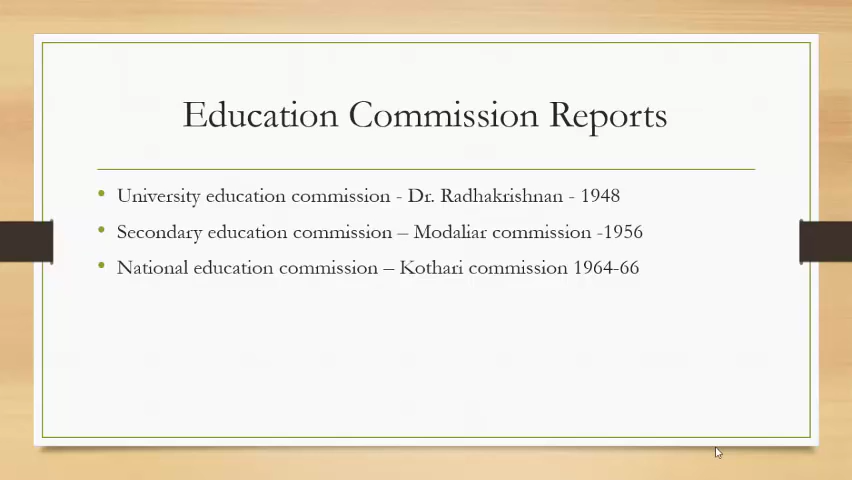 Education Commission Reports
• University education commission - Dr. Radhakrishnan - 1948
• Secondary education commission – Modaliar commission -1956
• National education commission – Kothari commission 1964-66